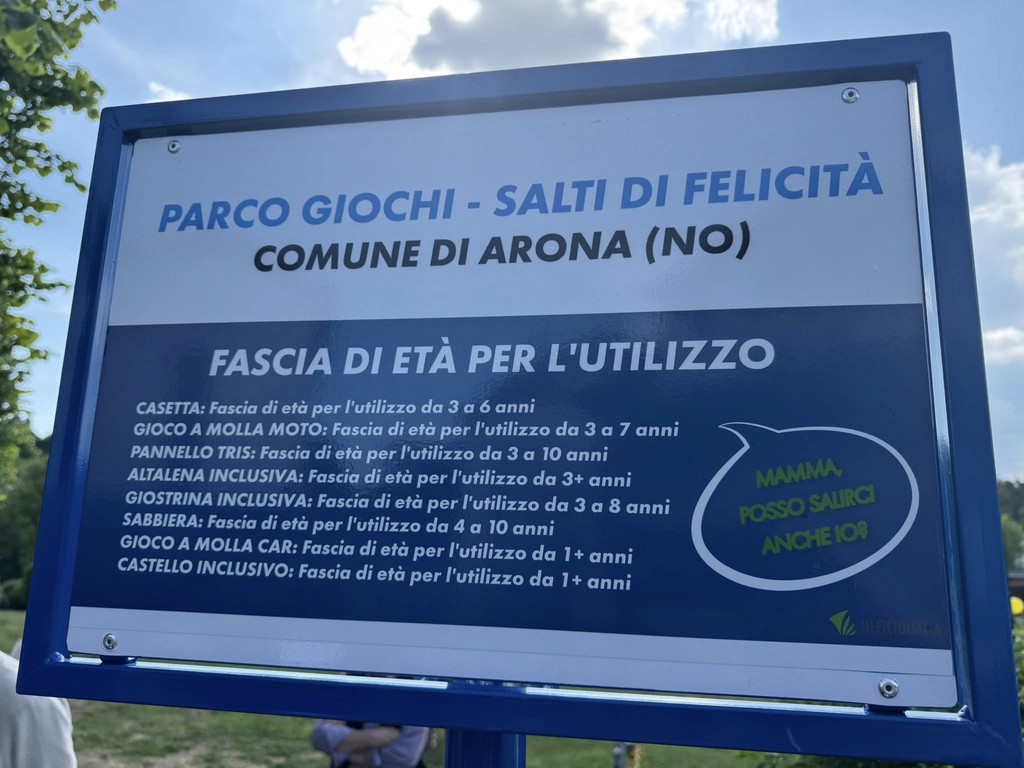 PARCO GIOCHI - SALTI DI FELICITÀ
COMUNE DI ARONA (NO)
FASCIA DI ETÀ PER L'UTILIZZO
CASETTA: Fascia di età per l'utilizzo da 3 a 6 anni
GIOCO A MOLLA MOTO: Fascia di età per l'utilizzo da 3 a 7 anni
PANNELLO TRIS: Fascia di età per l'utilizzo da 3 a 10 anni
ALTALENA INCLUSIVA: Fascia di età per l'utilizzo da 3+ anni
GIOSTRINA INCLUSIVA: Fascia di età per l'utilizzo da 3 a 8 anni
SABBIERA: Fascia di età per l'utilizzo da 4 a 10 anni
GIOCO A MOLLA CAR: Fascia di età per l'utilizzo da 1+ anni
CASTELLO INCLUSIVO: Fascia di età per l'utilizzo da 1+ anni
MAMMA,
POSSO SALIRCI
ANCHE IO?